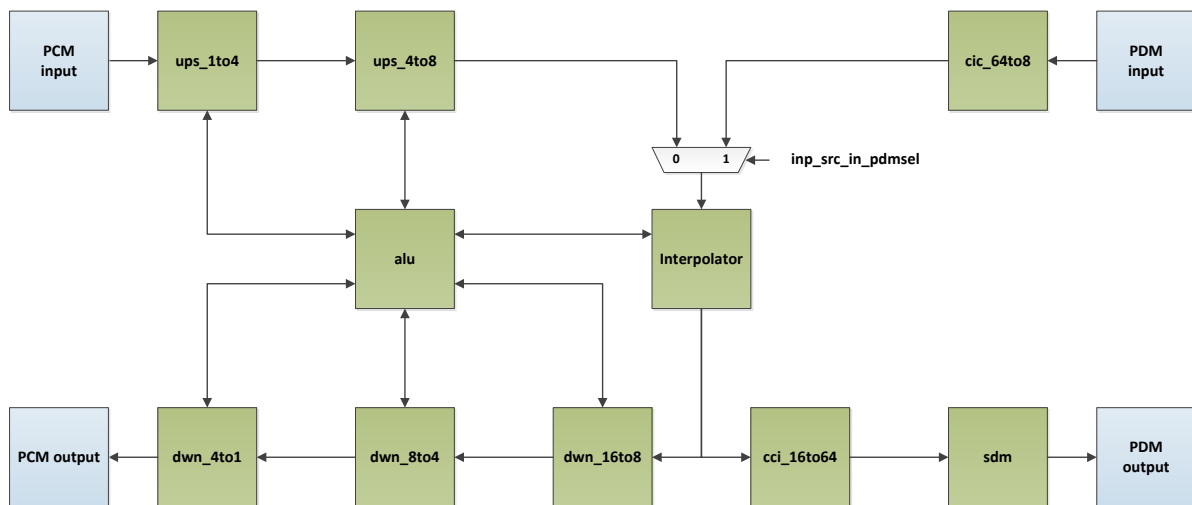 PCM
input
ups_1to4
ups_4to8
cic_64to8
PDM
input
0
1
inp_src_in_pdmsel
alu
Interpolator
PCM output
dwn_4to1
dwn_8to4
dwn_16to8
cci_16to64
sdm
PDM
output